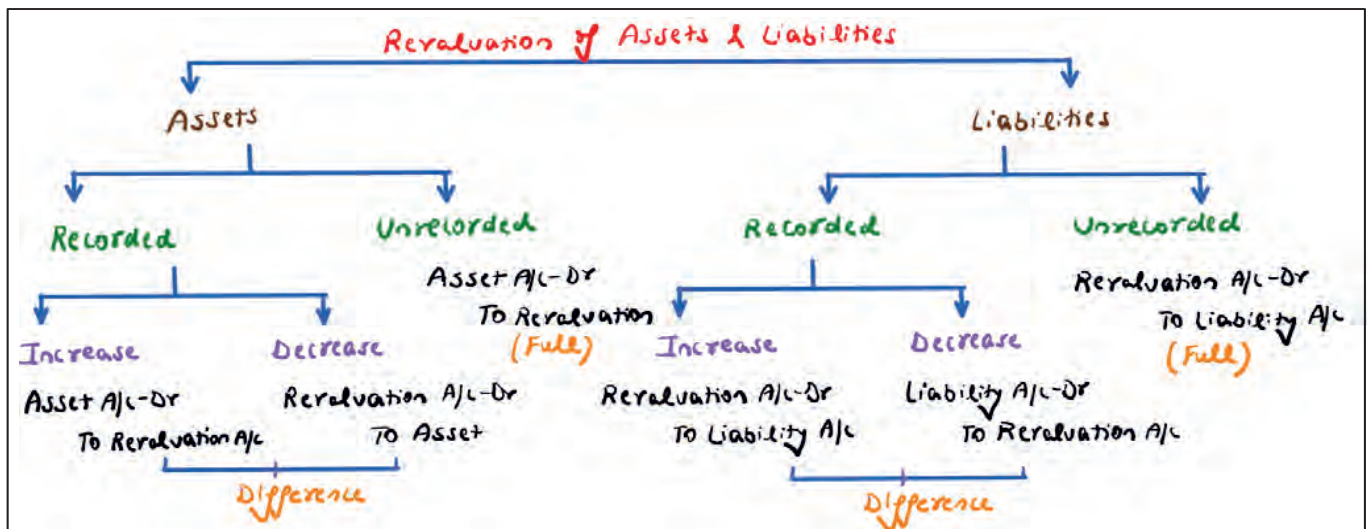 Revaluation of Assets & Liabilities
Assets
Liabilities
Recorded
Unrecorded
Recorded
Unrecorded
Asset A/c-Dr
To Revaluation
(Full)
Revaluation A/c-Dr
To Liability A/c
(Full)
Increase
Decrease
Increase
Decrease
Asset A/c-Dr
To Revaluation A/c
Revaluation A/c-Dr
To Asset
Revaluation A/c-Dr
To Liability A/c
Liability A/c-Dr
To Revaluation A/c
Difference
Difference